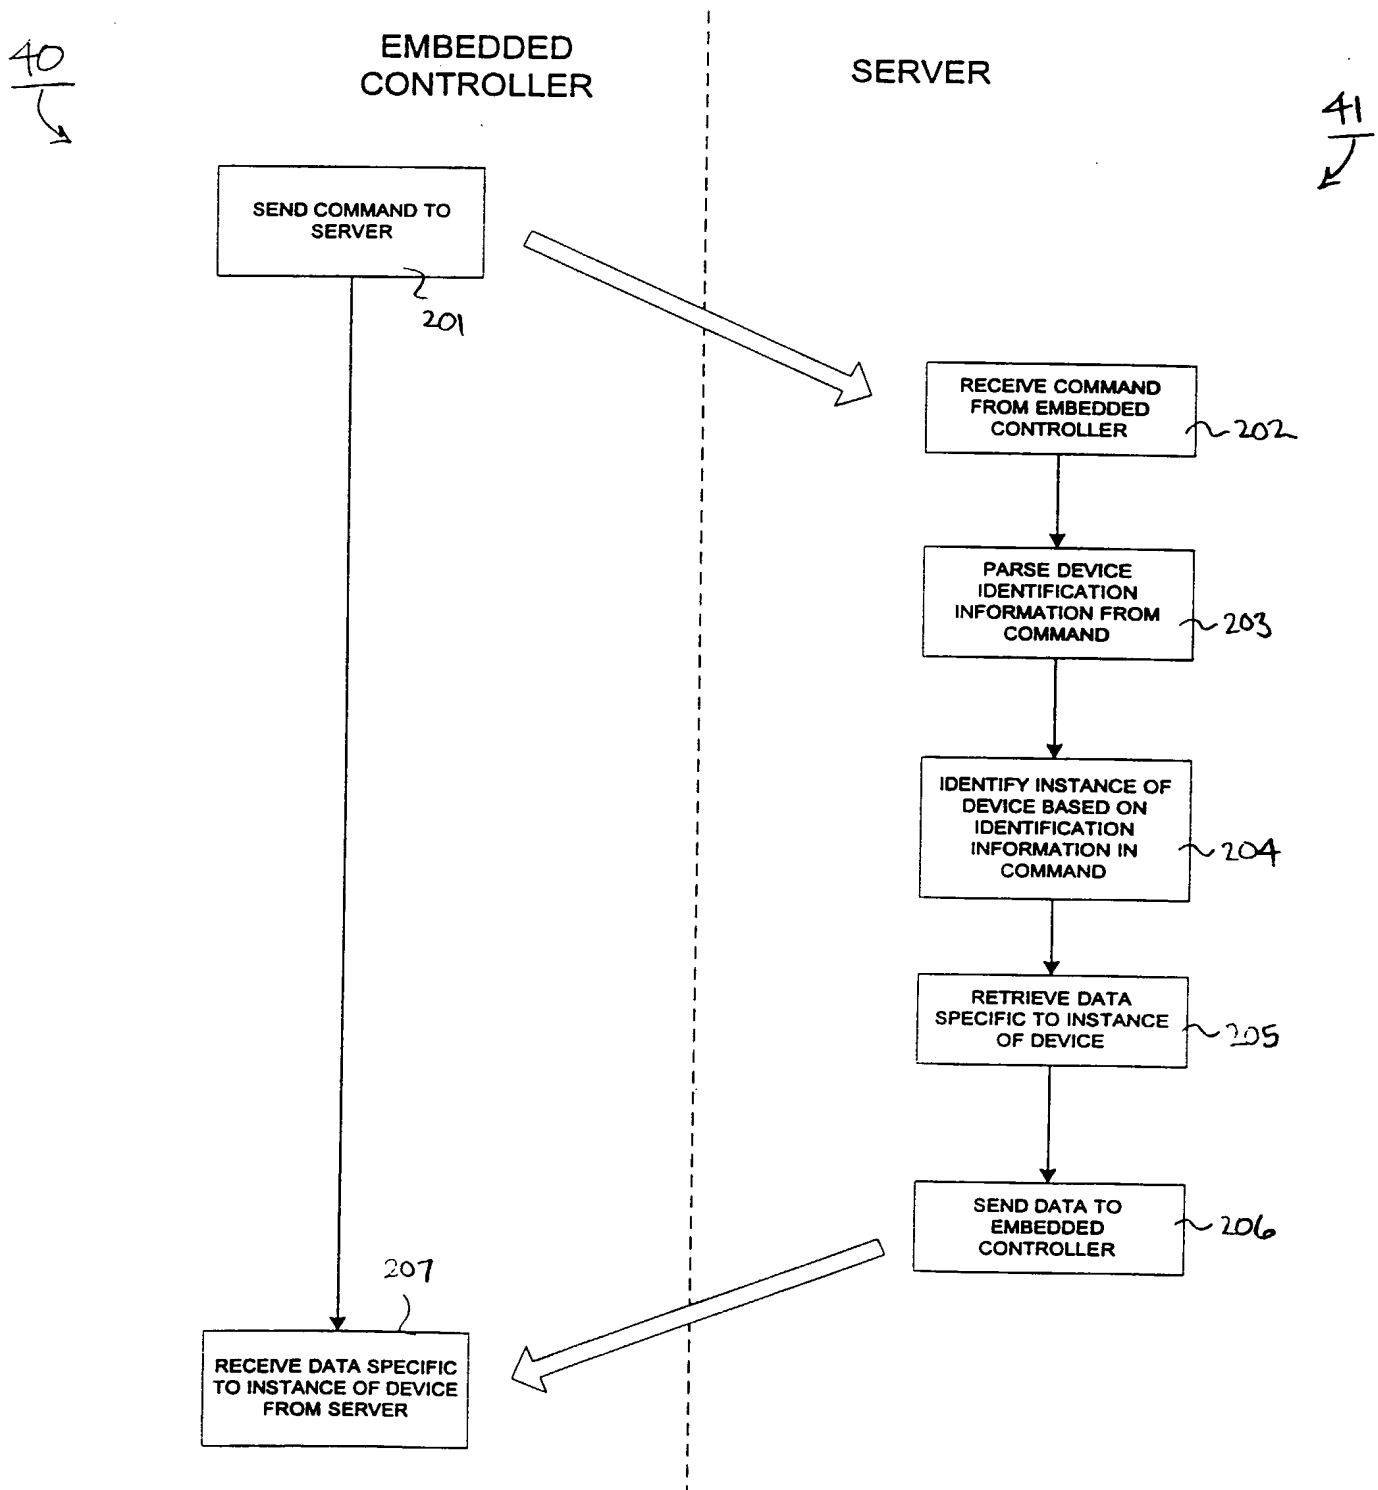 40
EMBEDDED
CONTROLLER
SERVER
41
SEND COMMAND TO
SERVER
201
RECEIVE COMMAND
FROM EMBEDDED
CONTROLLER
202
PARSE DEVICE
IDENTIFICATION
INFORMATION FROM
COMMAND
203
IDENTIFY INSTANCE OF
DEVICE BASED ON
IDENTIFICATION
INFORMATION IN
COMMAND
204
RETRIEVE DATA
SPECIFIC TO INSTANCE
OF DEVICE
205
SEND DATA TO
EMBEDDED
CONTROLLER
206
207
RECEIVE DATA SPECIFIC
TO INSTANCE OF DEVICE
FROM SERVER